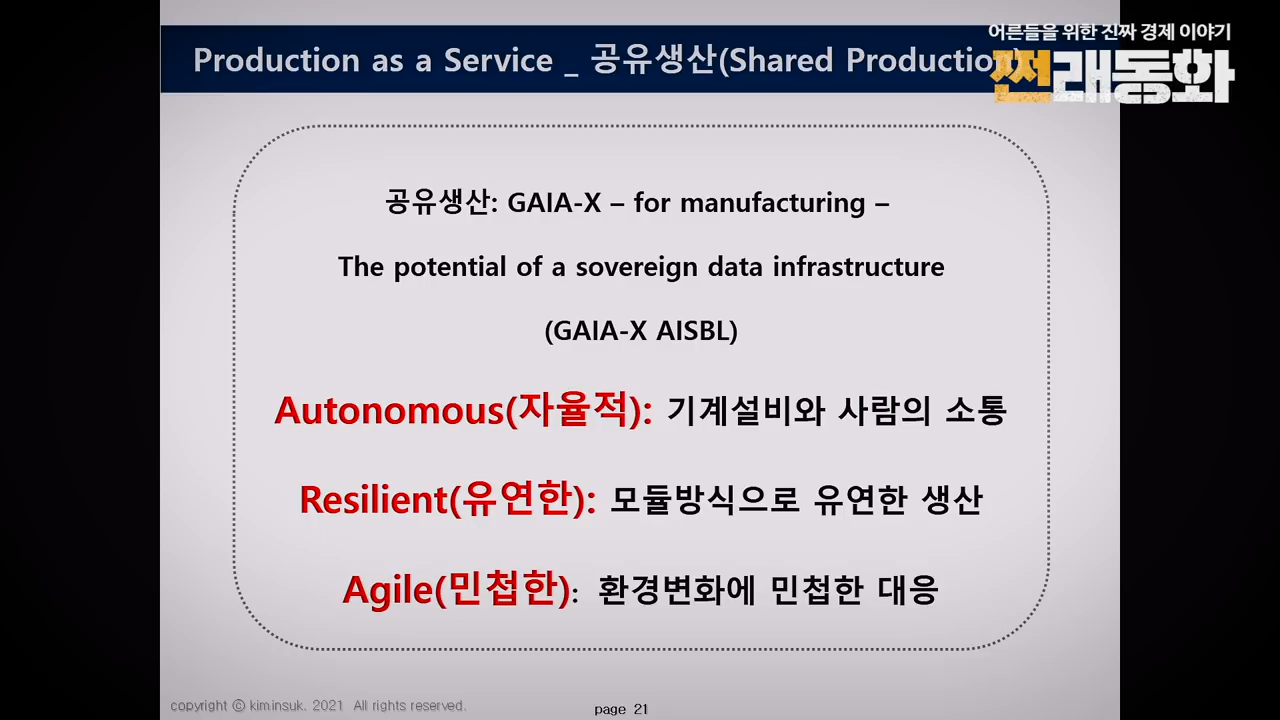 어른들을 위한 진짜 경제 이야기
Production as a Service _ 공유생산(Shared Production)
쩐래동화
공유생산: GAIA-X – for manufacturing –
The potential of a sovereign data infrastructure
(GAIA-X AISBL)
Autonomous(자율적): 기계설비와 사람의 소통
Resilient(유연한): 모듈방식으로 유연한 생산
Agile(민첩한): 환경변화에 민첩한 대응
copyright ⓒ kiminsuk. 2021 All rights reserved.
page 21